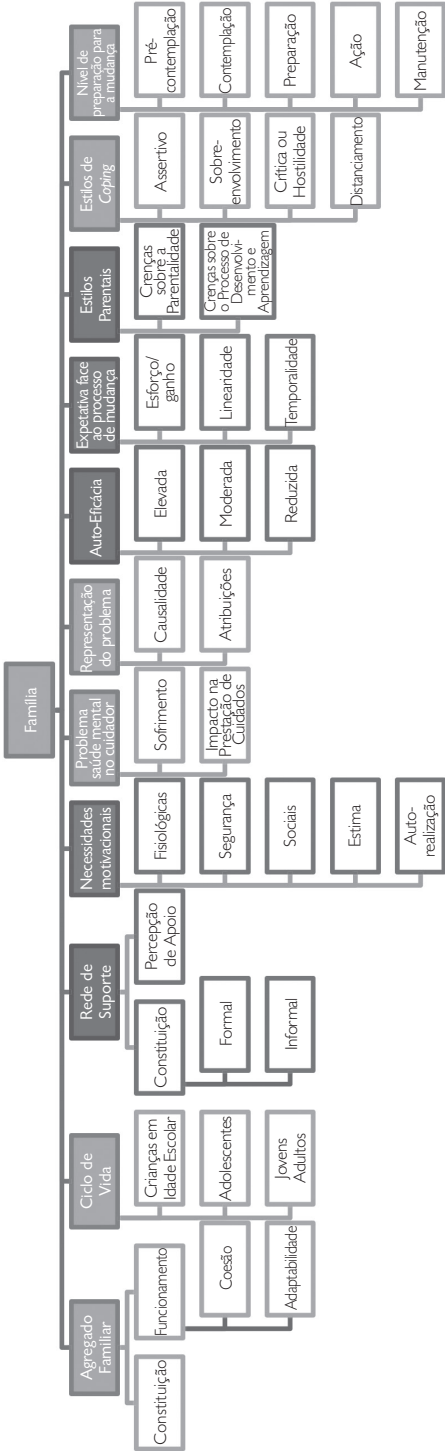 Família
Agregado
Familiar
Constituição
Funcionamento
Coesão
Adaptabilidade
Ciclo de
Vida
Crianças em
Idade Escolar
Adolescentes
Jovens
Adultos
Rede de
Suporte
Constituição
Formal
Informal
Percepção
de Apoio
Necessidades
motivacionais
Fisiológicas
Segurança
Sociais
Estima
Auto-
realização
Problema
saúde mental
no cuidador
Sofrimento
Impacto na
Prestação de
Cuidados
Representação
do problema
Causalidade
Atribuições
Auto-Eficácia
Elevada
Moderada
Reduzida
Expetativa face
ao processo
de mudança
Esforço/
ganho
Linearidade
Temporalidade
Estilos
Parentais
Crenças
sobre a
Parentalidade
Crenças sobre
o Processo de
Desenvolvi-
mento e
Aprendizagem
Estilos de
Coping
Assertivo
Sobre-
envolvimento
Crítica ou
Hostilidade
Distanciamento
Nível de
preparação para
a mudança
Pré-
contemplação
Contemplação
Preparação
Ação
Manutenção